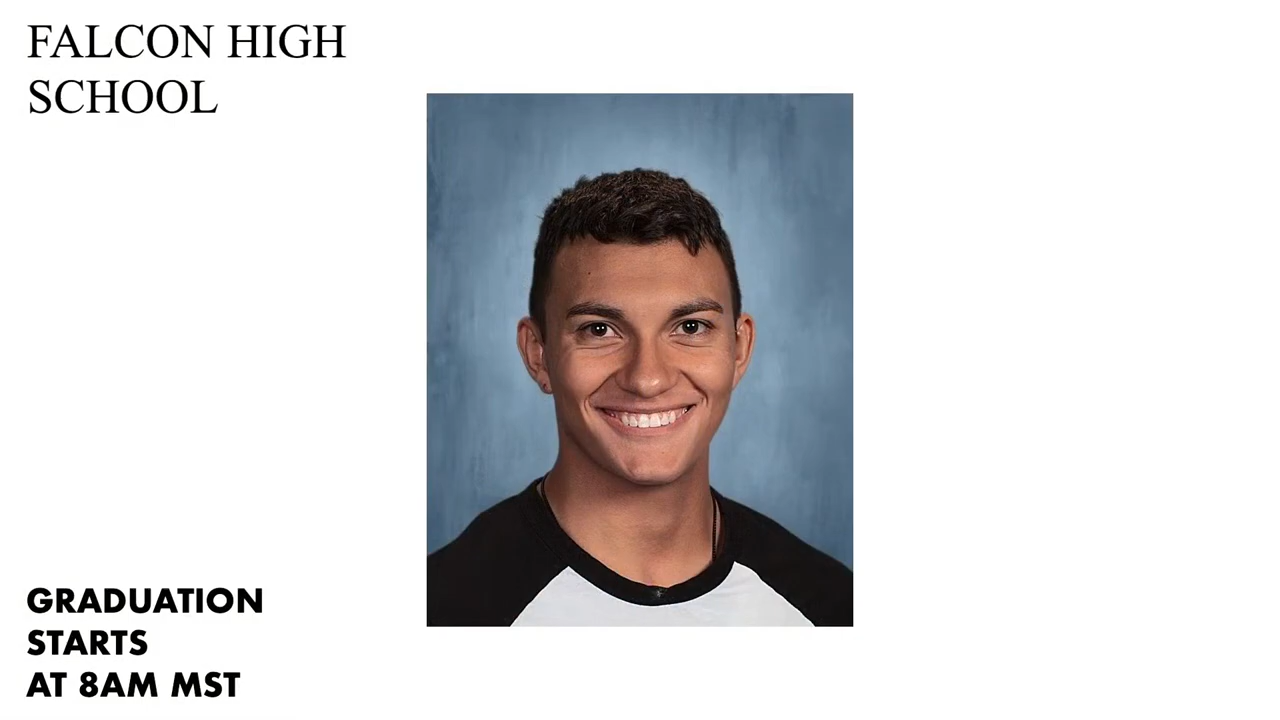 FALCON HIGH
SCHOOL
GRADUATION
STARTS
AT 8AM MST